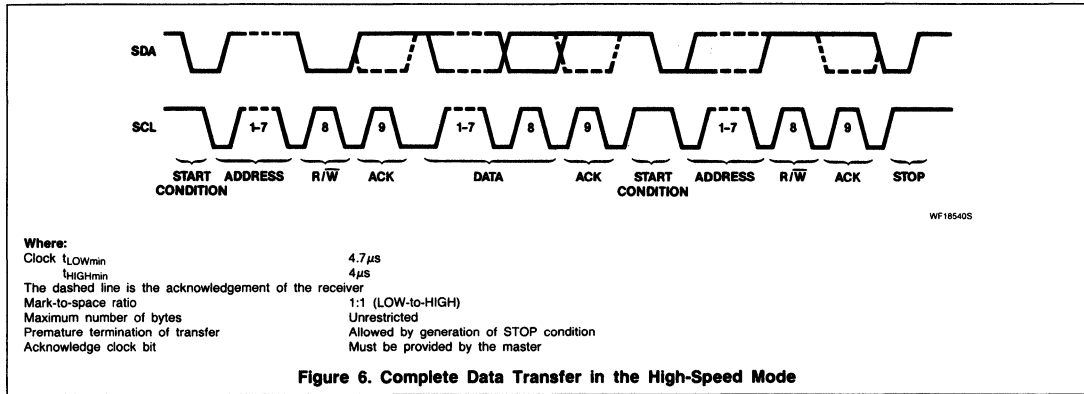 SDA
SCL
1–7 8 9 1–7 8 9 1–7 8 9
START CONDITION ADDRESS R/W̅ ACK DATA ACK START CONDITION ADDRESS R/W̅ ACK STOP
WF18540S
Where:
Clock tLOWmin 4.7μs
tHIGHmin 4μs
The dashed line is the acknowledgement of the receiver
Mark-to-space ratio 1:1 (LOW-to-HIGH)
Maximum number of bytes Unrestricted
Premature termination of transfer Allowed by generation of STOP condition
Acknowledge clock bit Must be provided by the master
Figure 6. Complete Data Transfer in the High-Speed Mode